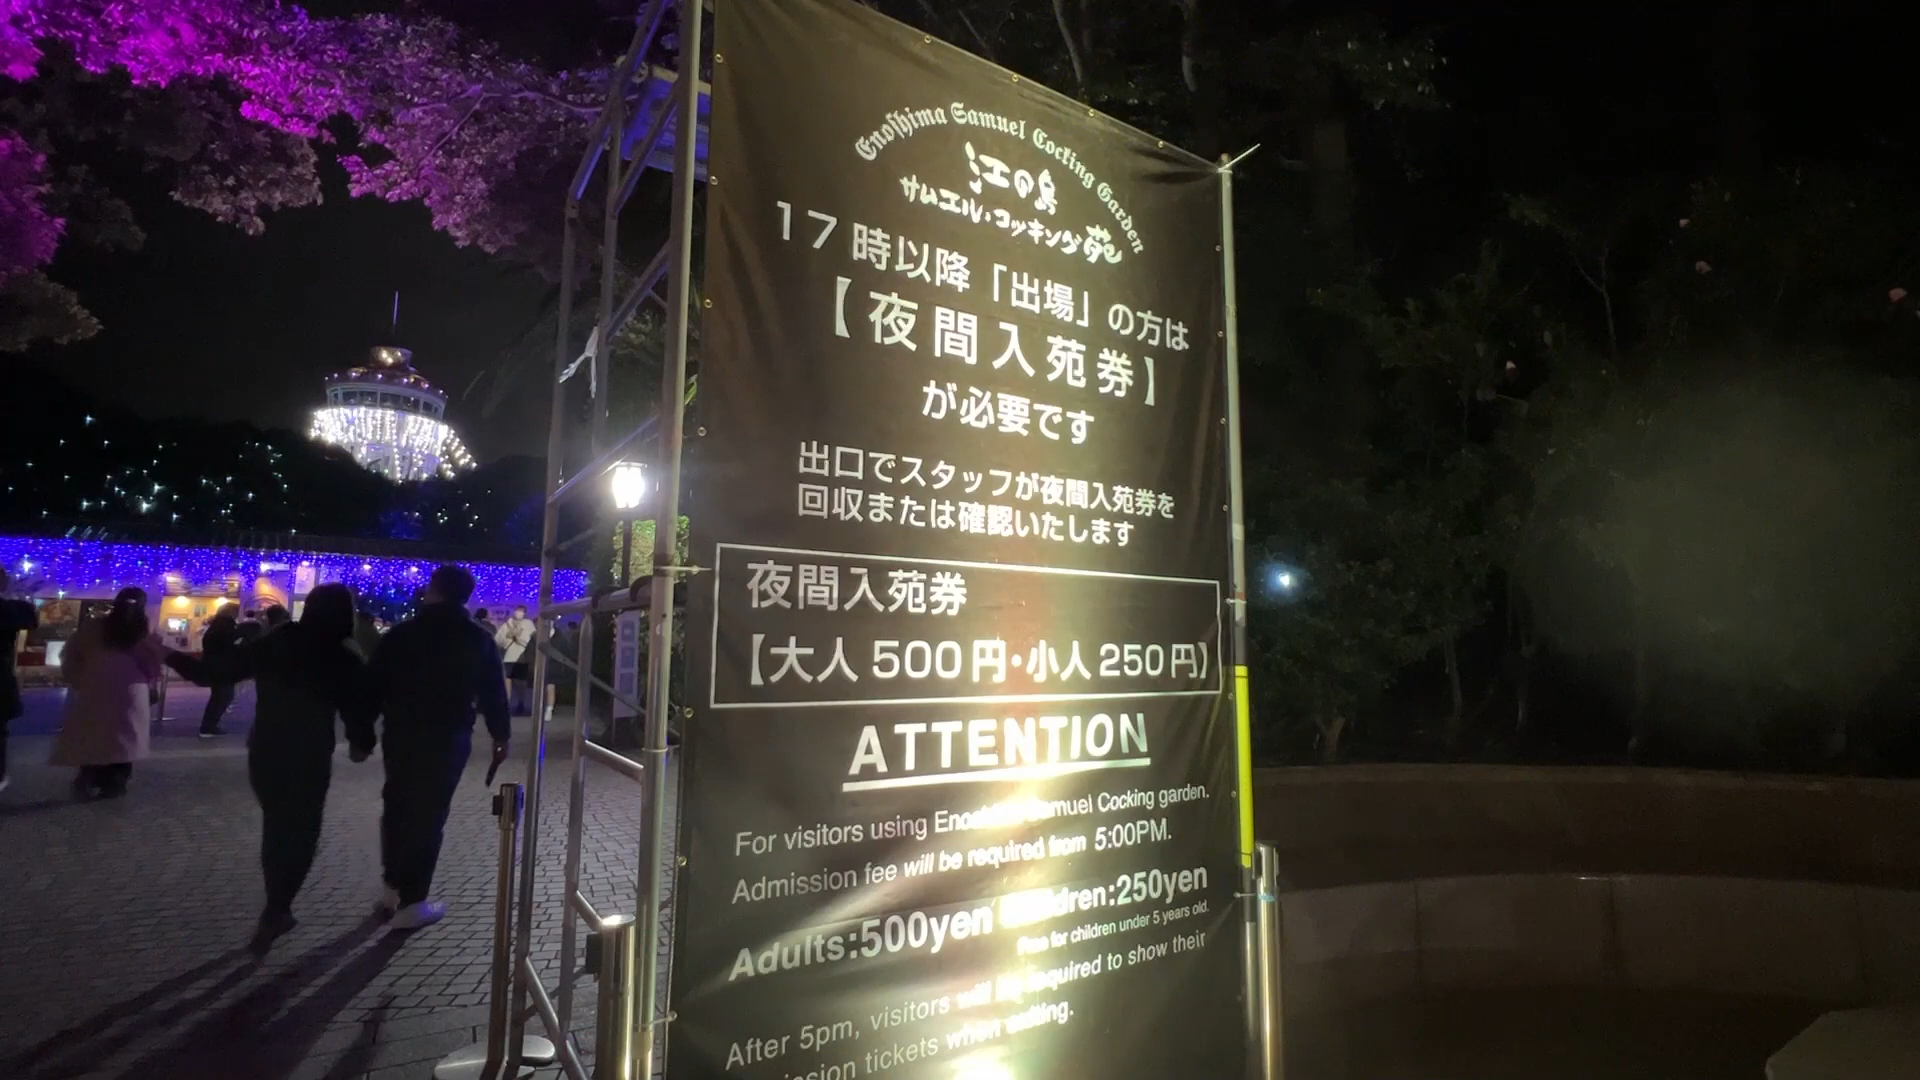 Enoshima Samuel Cocking Garden
江の島
サムエル・コッキング苑
17時以降「出場」の方は
【夜間入苑券】
が必要です
出口でスタッフが夜間入苑券を
回収または確認いたします
夜間入苑券
【大人500円・小人250円】
ATTENTION
For visitors using Enoshima Samuel Cocking garden.
Admission fee will be required from 5:00PM.
Adults:500yen Children:250yen
Free for children under 5 years old.
After 5pm, visitors will be required to show their
tickets when exiting.